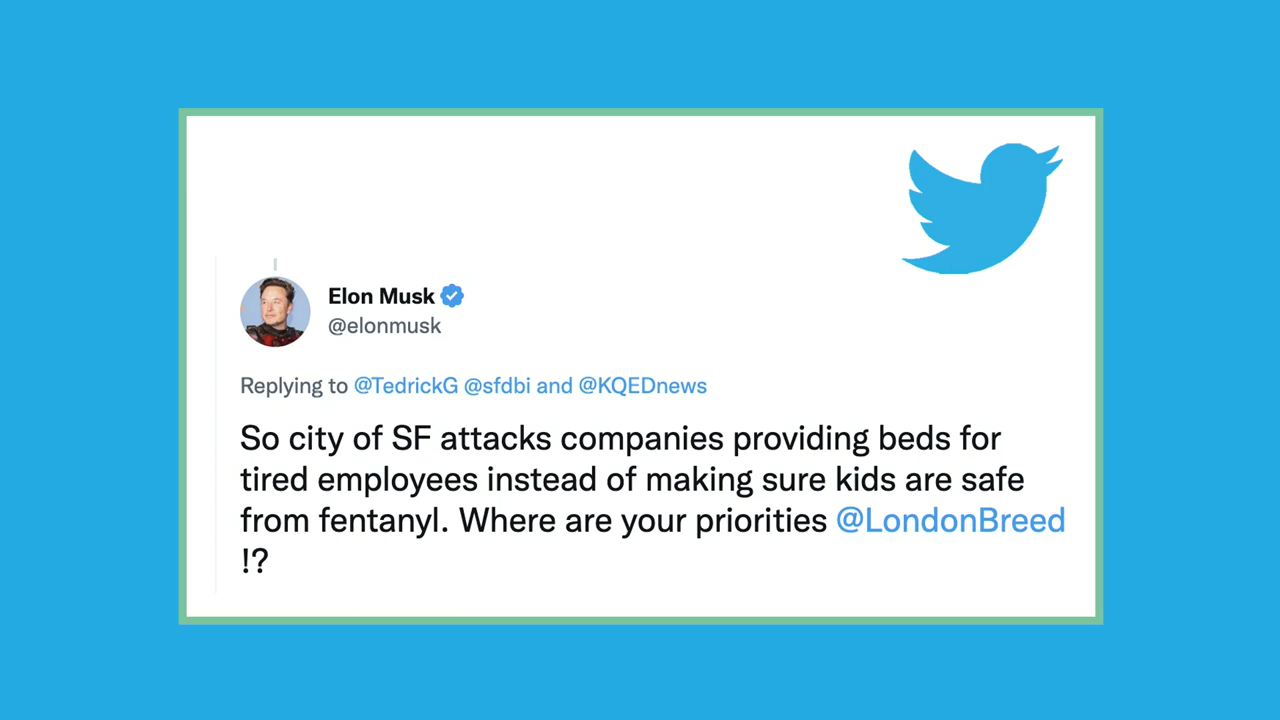 Elon Musk
@elonmusk
Replying to @TedrickG @sfdbi and @KQEDnews
So city of SF attacks companies providing beds for
tired employees instead of making sure kids are safe
from fentanyl. Where are your priorities @LondonBreed
!?